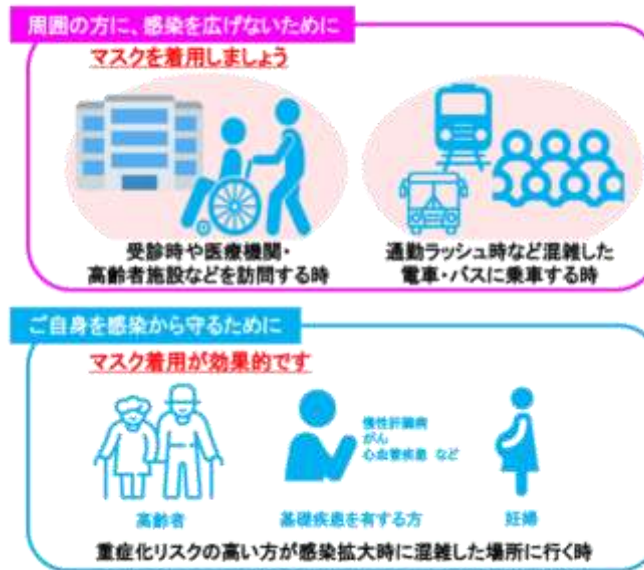 周囲の方に、感染を広げないために
マスクを着用しましょう
受診時や医療機関・
高齢者施設などを訪問する時
通勤ラッシュ時など混雑した
電車・バスに乗車する時
ご自身を感染から守るために
マスク着用が効果的です
慢性肝臓病
がん
心血管疾患 など
高齢者
基礎疾患を有する方
妊婦
重症化リスクの高い方が感染拡大時に混雑した場所に行く時